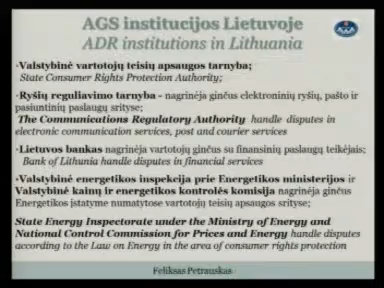 AGS institucijos Lietuvoje
ADR institutions in Lithuania
•Valstybinė vartotojų teisių apsaugos tarnyba;
State Consumer Rights Protection Authority;
•Ryšių reguliavimo tarnyba - nagrinėja ginčus elektroninių ryšių, pašto ir
pasiuntinių paslaugų srityse;
The Communications Regulatory Authority handle disputes in
electronic communication services, post and courier services
•Lietuvos bankas nagrinėja vartotojų ginčus su finansinių paslaugų teikėjais;
Bank of Lithunia handle disputes in financial services
•Valstybinė energetikos inspekcija prie Energetikos ministerijos ir
Valstybinė kainų ir energetikos kontrolės komisija nagrinėja ginčus
Energetikos įstatyme numatytose vartotojų teisių apsaugos srityse;
State Energy Inspectorate under the Ministry of Energy and
National Control Commission for Prices and Energy handle disputes
according to the Law on Energy in the area of consumer rights protection
Feliksas Petrauskas